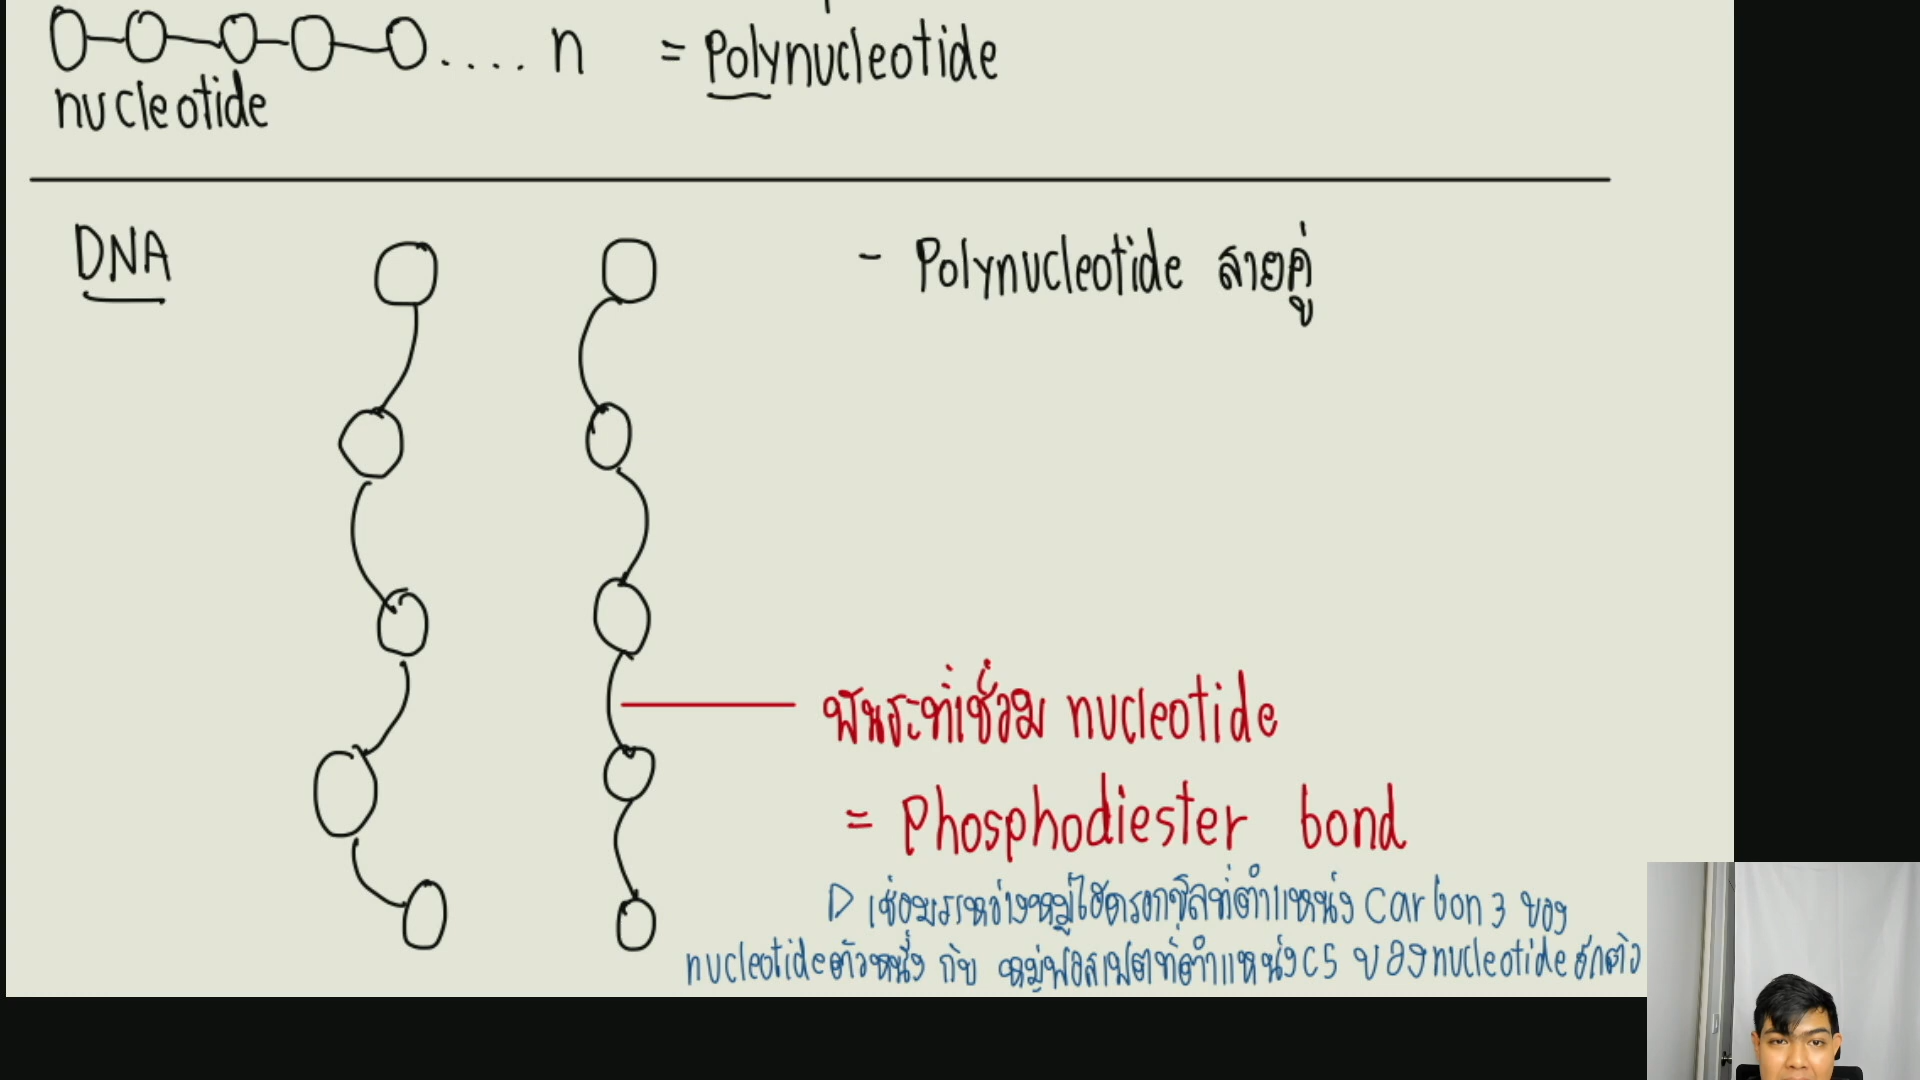 .... n = Polynucleotide
nucleotide
DNA
- Polynucleotide สายคู่
พันธะที่เชื่อม nucleotide
= Phosphodiester bond
▷ เชื่อมระหว่างหมู่ไฮดรอกซิลที่ตำแหน่ง Carbon 3 ของ
nucleotide ตัวหนึ่ง กับ หมู่ฟอสเฟตที่ตำแหน่ง C5 ของ nucleotide อีกตัว